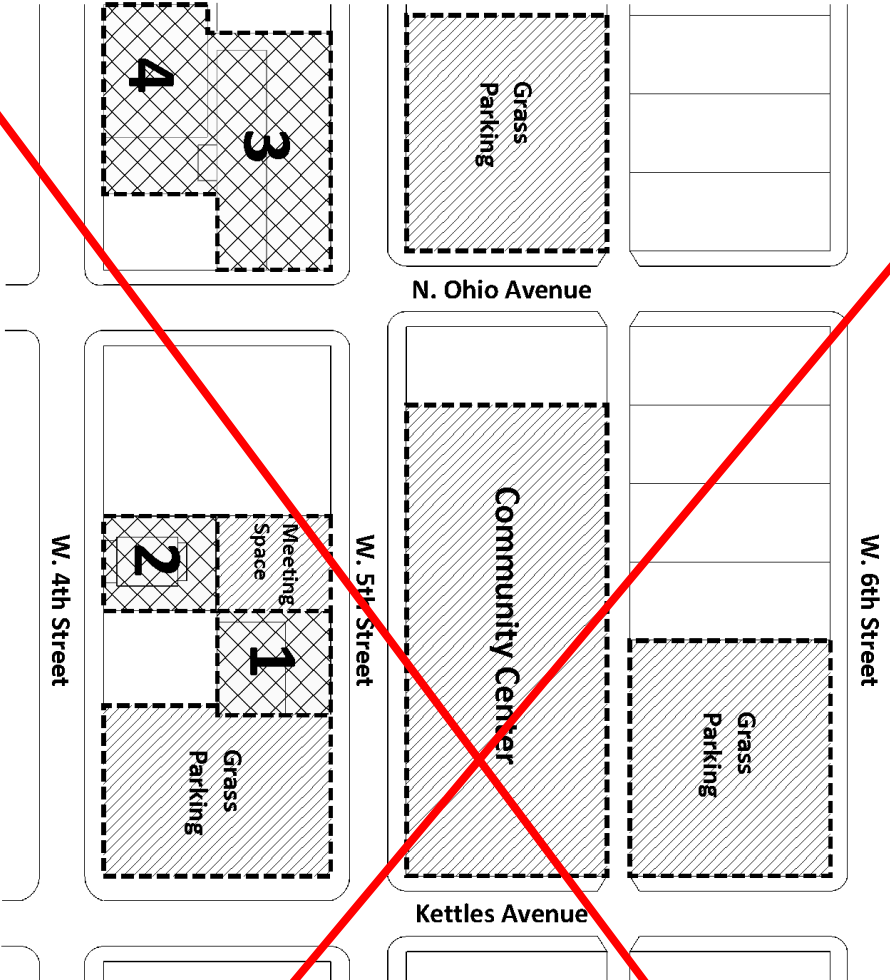 4
3
Grass
Parking
N. Ohio Avenue
W. 4th Street
2
Meeting
Space
1
W. 5th Street
Community Center
W. 6th Street
Grass
Parking
Grass
Parking
Kettles Avenue